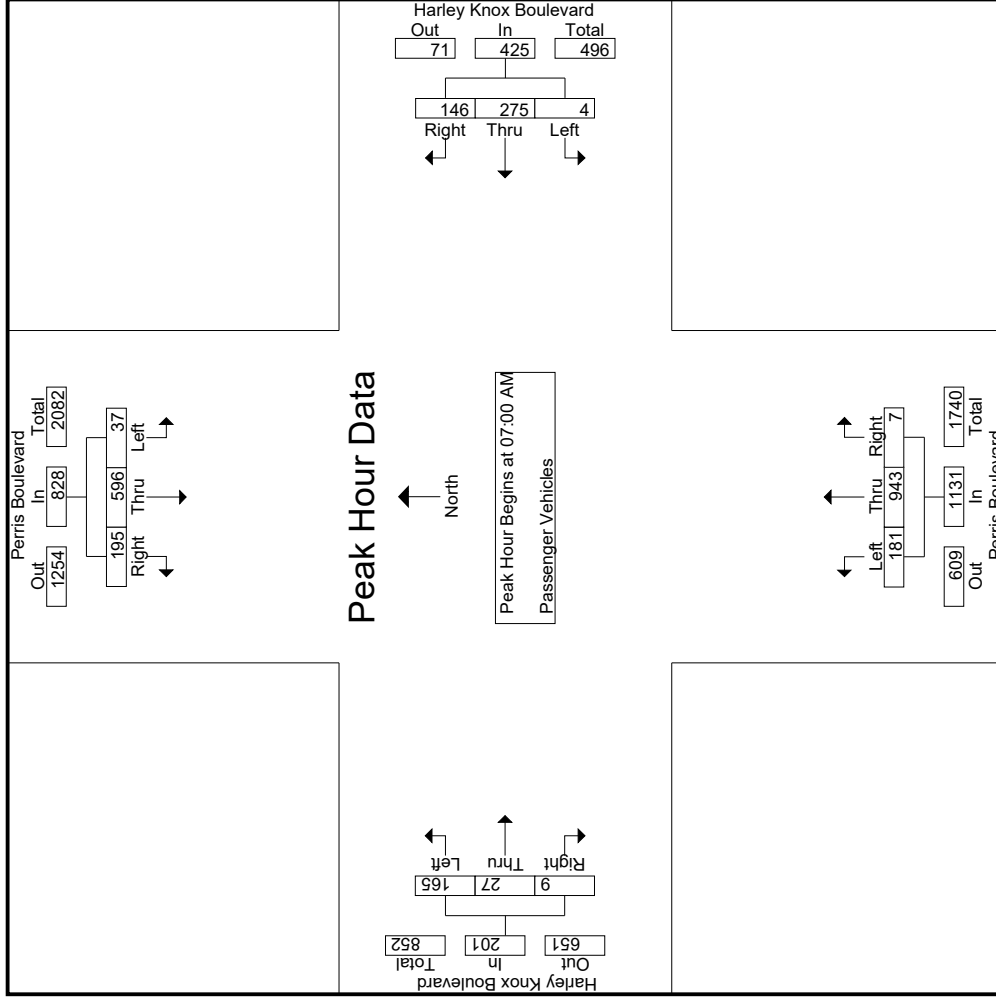 Harley Knox Boulevard
Out In Total
71 425 496
146 275 4
Right Thru Left
Perris Boulevard
Out In Total
1254 828 2082
195 596 37
Right Thru Left
Peak Hour Data
North
Peak Hour Begins at 07:00 AM
Passenger Vehicles
Left Thru Right
181 943 7
609 1131 1740
Out In Total
Perris Boulevard
Left Thru Right
165 27 9
852 201 651
Total In Out
Harley Knox Boulevard